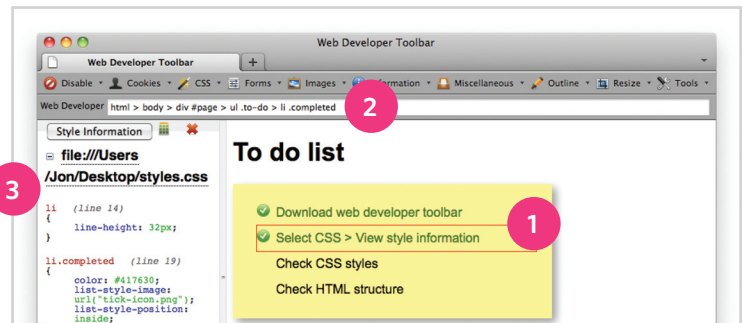 Web Developer Toolbar
Web Developer Toolbar +
Disable CSS Cookies Forms Images Miscellaneous Outline Resize Tools
Web Developer html > body > div #page > ul .to-do > li .completed
2
Style Information
file:///Users
/Jon/Desktop/styles.css
3
li (line 14)
{
line-height: 32px;
}
li.completed (line 19)
{
color: #417630;
list-style-image:
url("tick-icon.png");
list-style-position:
inside;
To do list
Download web developer toolbar
Select CSS > View style information
1
Check CSS styles
Check HTML structure